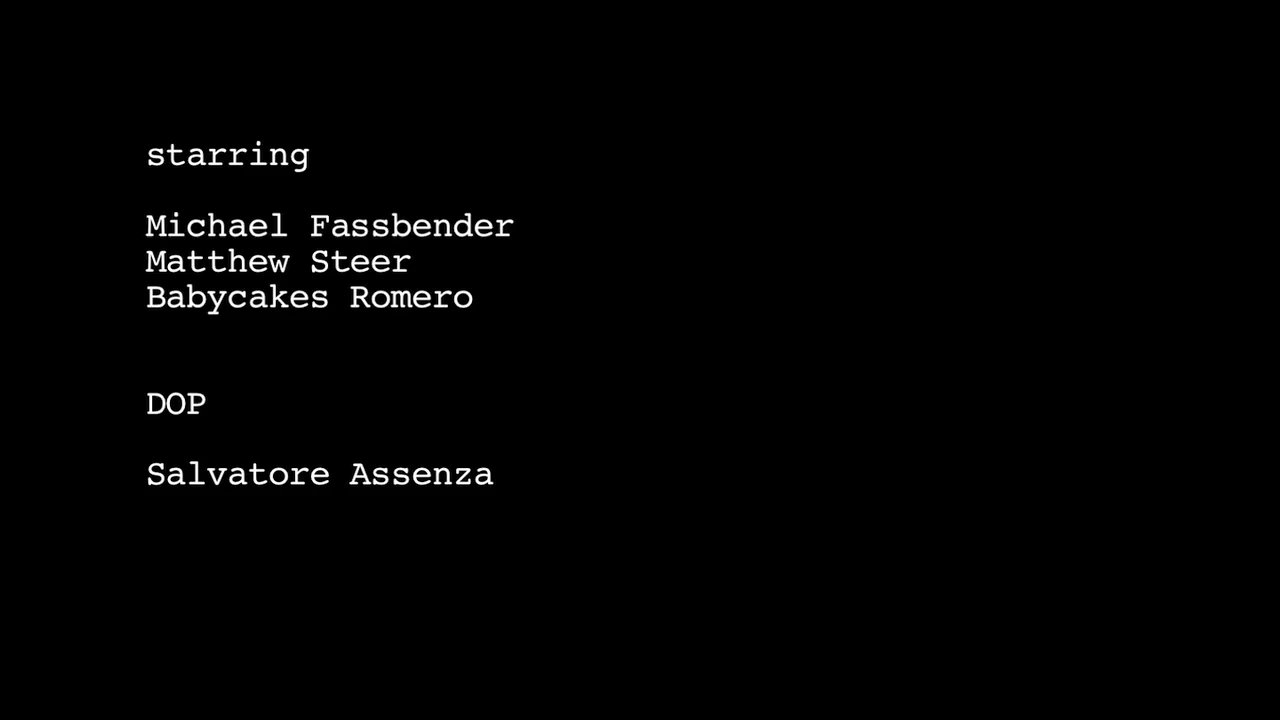 starring
Michael Fassbender
Matthew Steer
Babycakes Romero
DOP
Salvatore Assenza